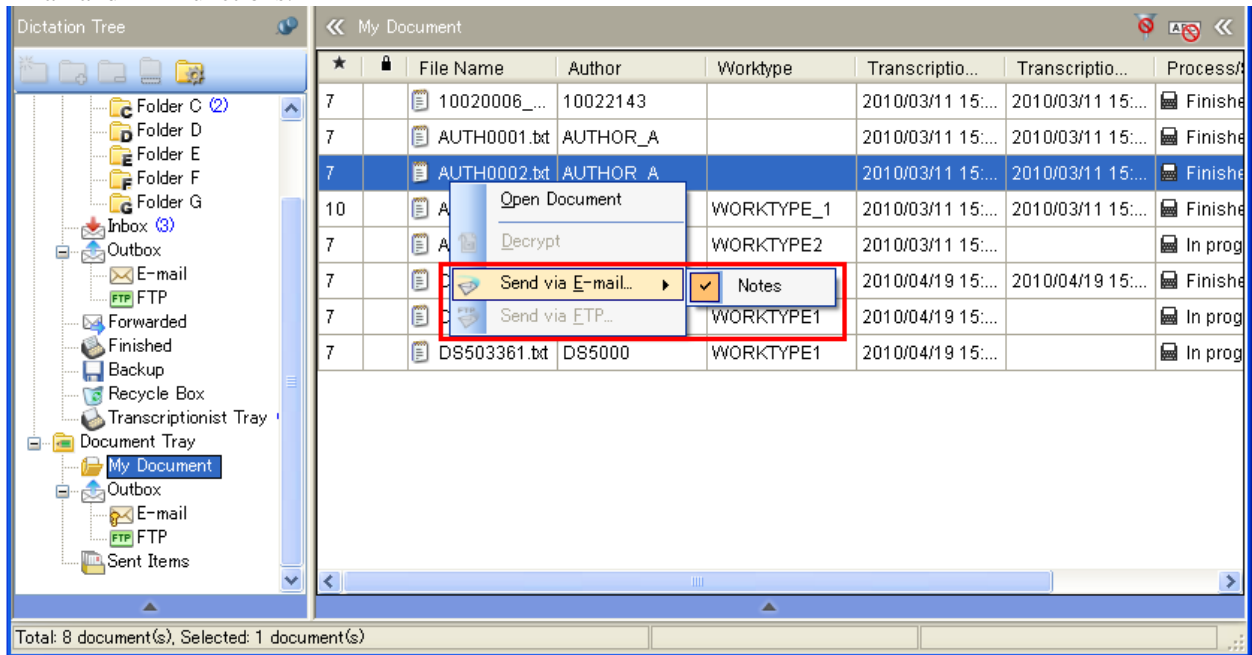 Dictation Tree
My Document
File Name Author Worktype Transcriptio... Transcriptio... Process/
Folder C (2)
Folder D
Folder E
Folder F
Folder G
Inbox (3)
Outbox
E-mail
FTP
Forwarded
Finished
Backup
Recycle Box
Transcriptionist Tray
Document Tray
My Document
Outbox
E-mail
FTP
Sent Items
7 10020006_... 10022143 2010/03/11 15:... 2010/03/11 15:... Finishe
7 AUTH0001.txt AUTHOR_A 2010/03/11 15:... 2010/03/11 15:... Finishe
7 AUTH0002.txt AUTHOR_A 2010/03/11 15:... 2010/03/11 15:... Finishe
10 A WORKTYPE_1 2010/03/11 15:... 2010/03/11 15:... Finishe
7 A WORKTYPE2 2010/03/11 15:... In prog
7 2010/04/19 15:... 2010/04/19 15:... Finishe
7 WORKTYPE1 2010/04/19 15:... In prog
7 DS503361.txt DS5000 WORKTYPE1 2010/04/19 15:... In prog
Open Document
Decrypt
Send via E-mail...
Notes
Send via FTP...
Total: 8 document(s), Selected: 1 document(s)